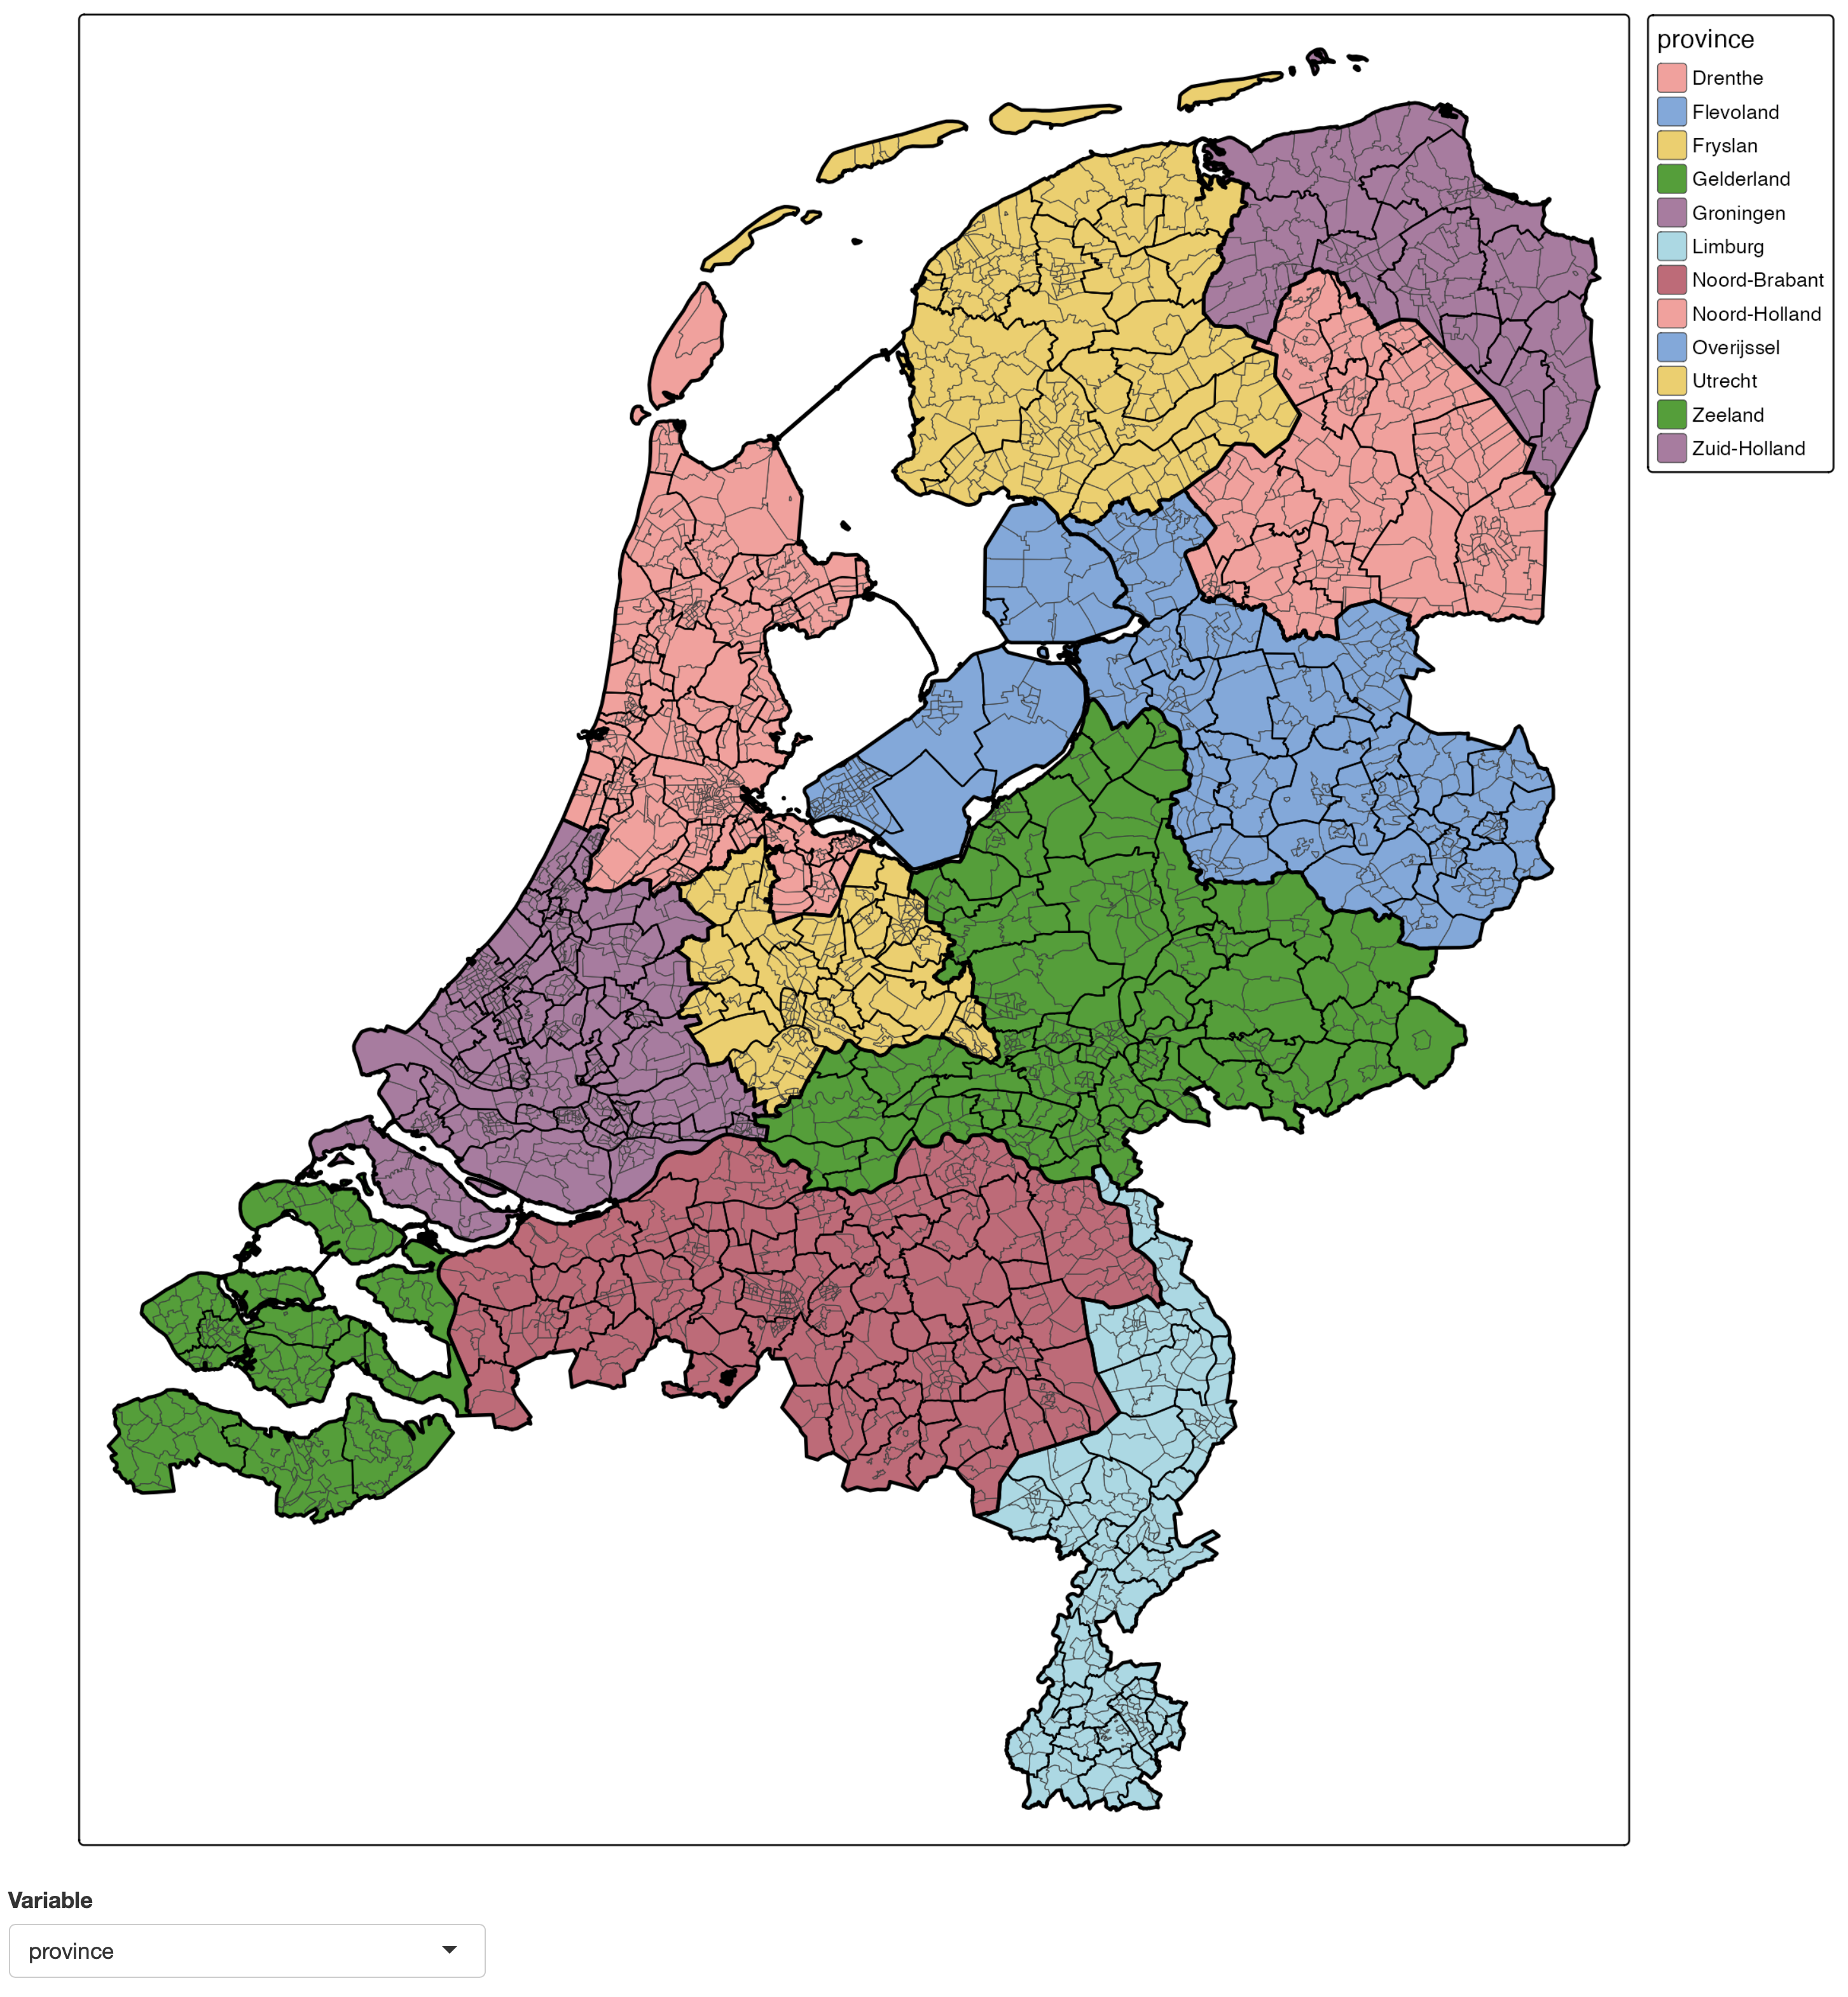 province
Drenthe
Flevoland
Fryslan
Gelderland
Groningen
Limburg
Noord-Brabant
Noord-Holland
Overijssel
Utrecht
Zeeland
Zuid-Holland
Variable
province